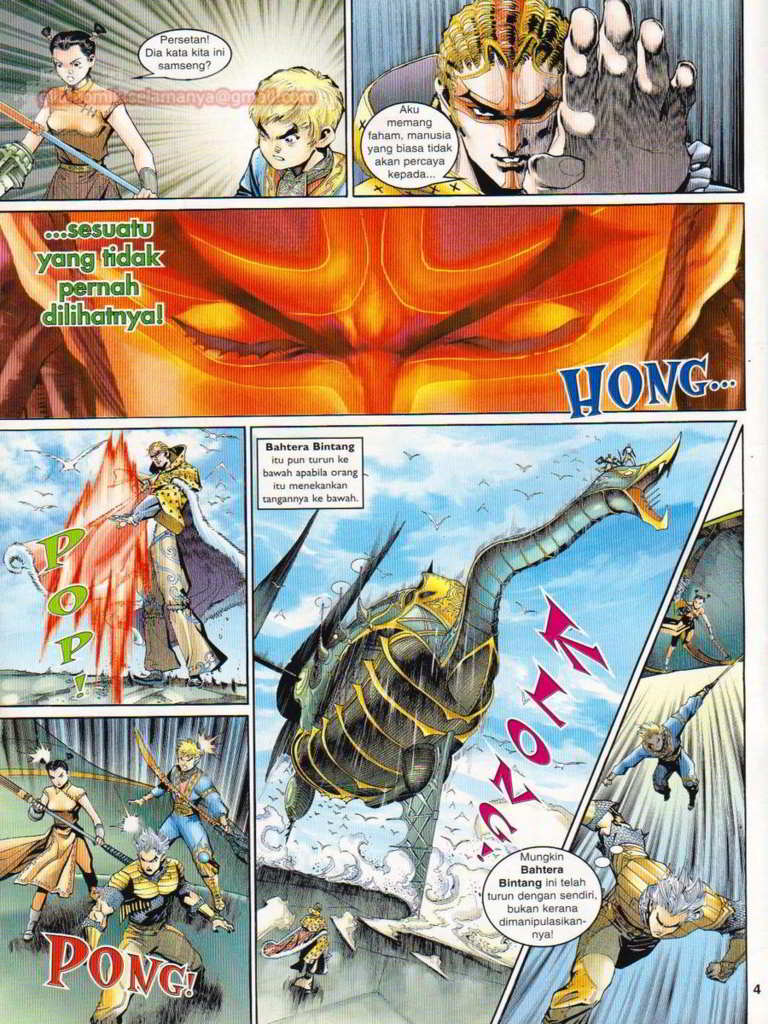 Persetan!
Dia kata kita ini
samseng?
Aku
memang
faham, manusia
yang biasa tidak
akan percaya
kepada...
...sesuatu
yang tidak
pernah
dilihatnya!
HONG...
POP!
Bahtera Bintang
itu pun turun ke
bawah apabila orang
itu menekankan
tangannya ke bawah.
KLONG!
PONG!
Mungkin
Bahtera
Bintang ini telah
turun dengan sendiri,
bukan kerana
dimanipulasikan-
nya!
4